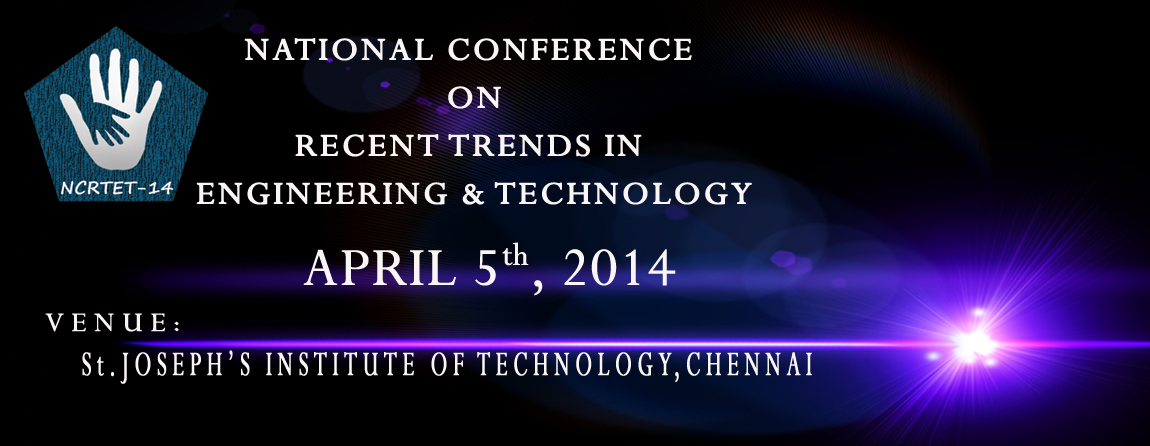 NCRTET-14
NATIONAL CONFERENCE
ON
RECENT TRENDS IN
ENGINEERING & TECHNOLOGY
APRIL 5th, 2014
VENUE:
St.JOSEPH'S INSTITUTE OF TECHNOLOGY,CHENNAI